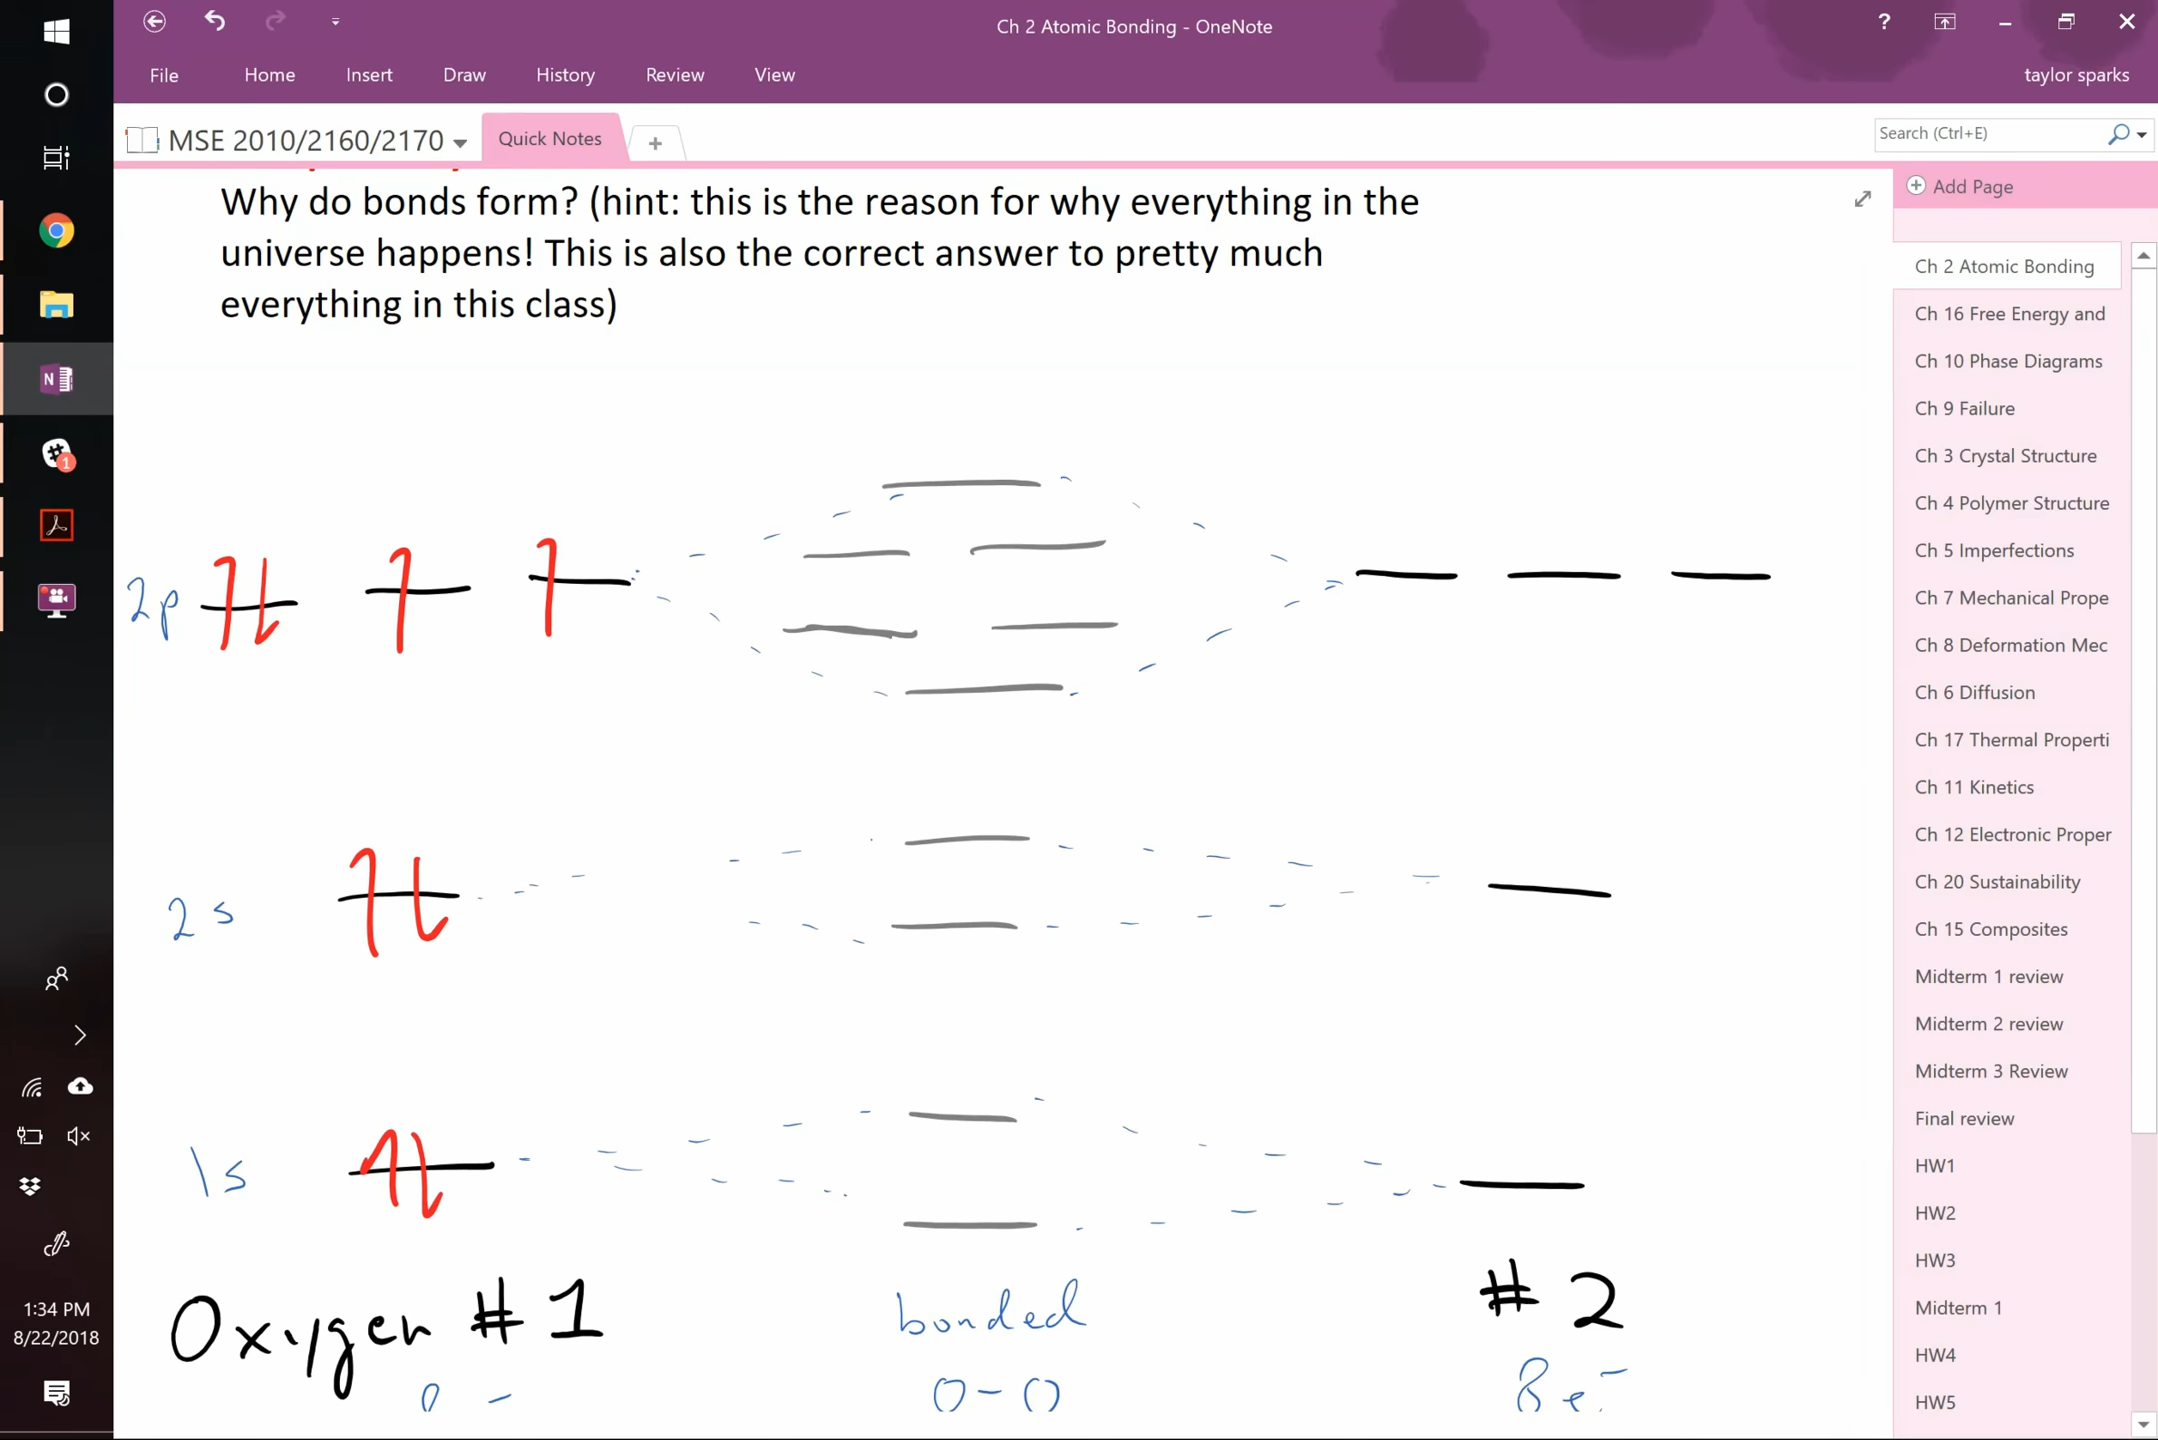 Ch 2 Atomic Bonding - OneNote
?
File Home Insert Draw History Review View
taylor sparks
MSE 2010/2160/2170
Quick Notes
+
Search (Ctrl+E)
Why do bonds form? (hint: this is the reason for why everything in the
universe happens! This is also the correct answer to pretty much
everything in this class)
2p
2s
1s
Oxygen #1
bonded
O-O
#2
8 e-
Add Page
Ch 2 Atomic Bonding
Ch 16 Free Energy and
Ch 10 Phase Diagrams
Ch 9 Failure
Ch 3 Crystal Structure
Ch 4 Polymer Structure
Ch 5 Imperfections
Ch 7 Mechanical Prope
Ch 8 Deformation Mec
Ch 6 Diffusion
Ch 17 Thermal Properti
Ch 11 Kinetics
Ch 12 Electronic Proper
Ch 20 Sustainability
Ch 15 Composites
Midterm 1 review
Midterm 2 review
Midterm 3 Review
Final review
HW1
HW2
HW3
Midterm 1
HW4
HW5
N
1
1:34 PM
8/22/2018